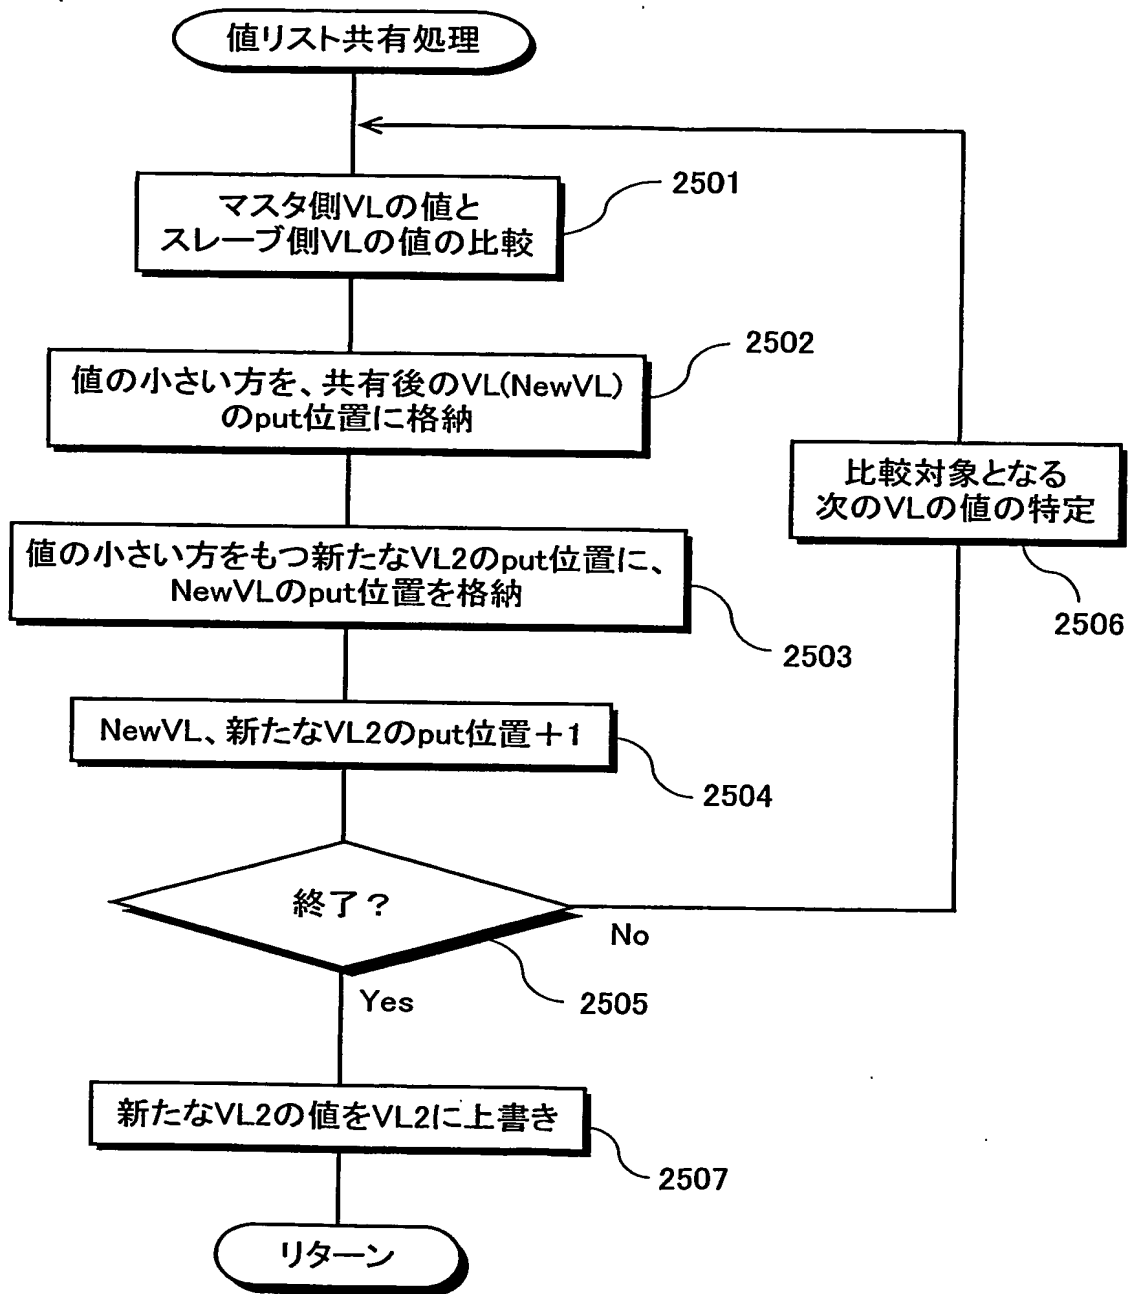 値リスト共有処理
マスタ側VLの値と
スレーブ側VLの値の比較
2501
値の小さい方を、共有後のVL(NewVL)
のput位置に格納
2502
値の小さい方をもつ新たなVL2のput位置に、
NewVLのput位置を格納
2503
NewVL、新たなVL2のput位置+1
2504
終了?
No
Yes
2505
比較対象となる
次のVLの値の特定
2506
新たなVL2の値をVL2に上書き
2507
リターン